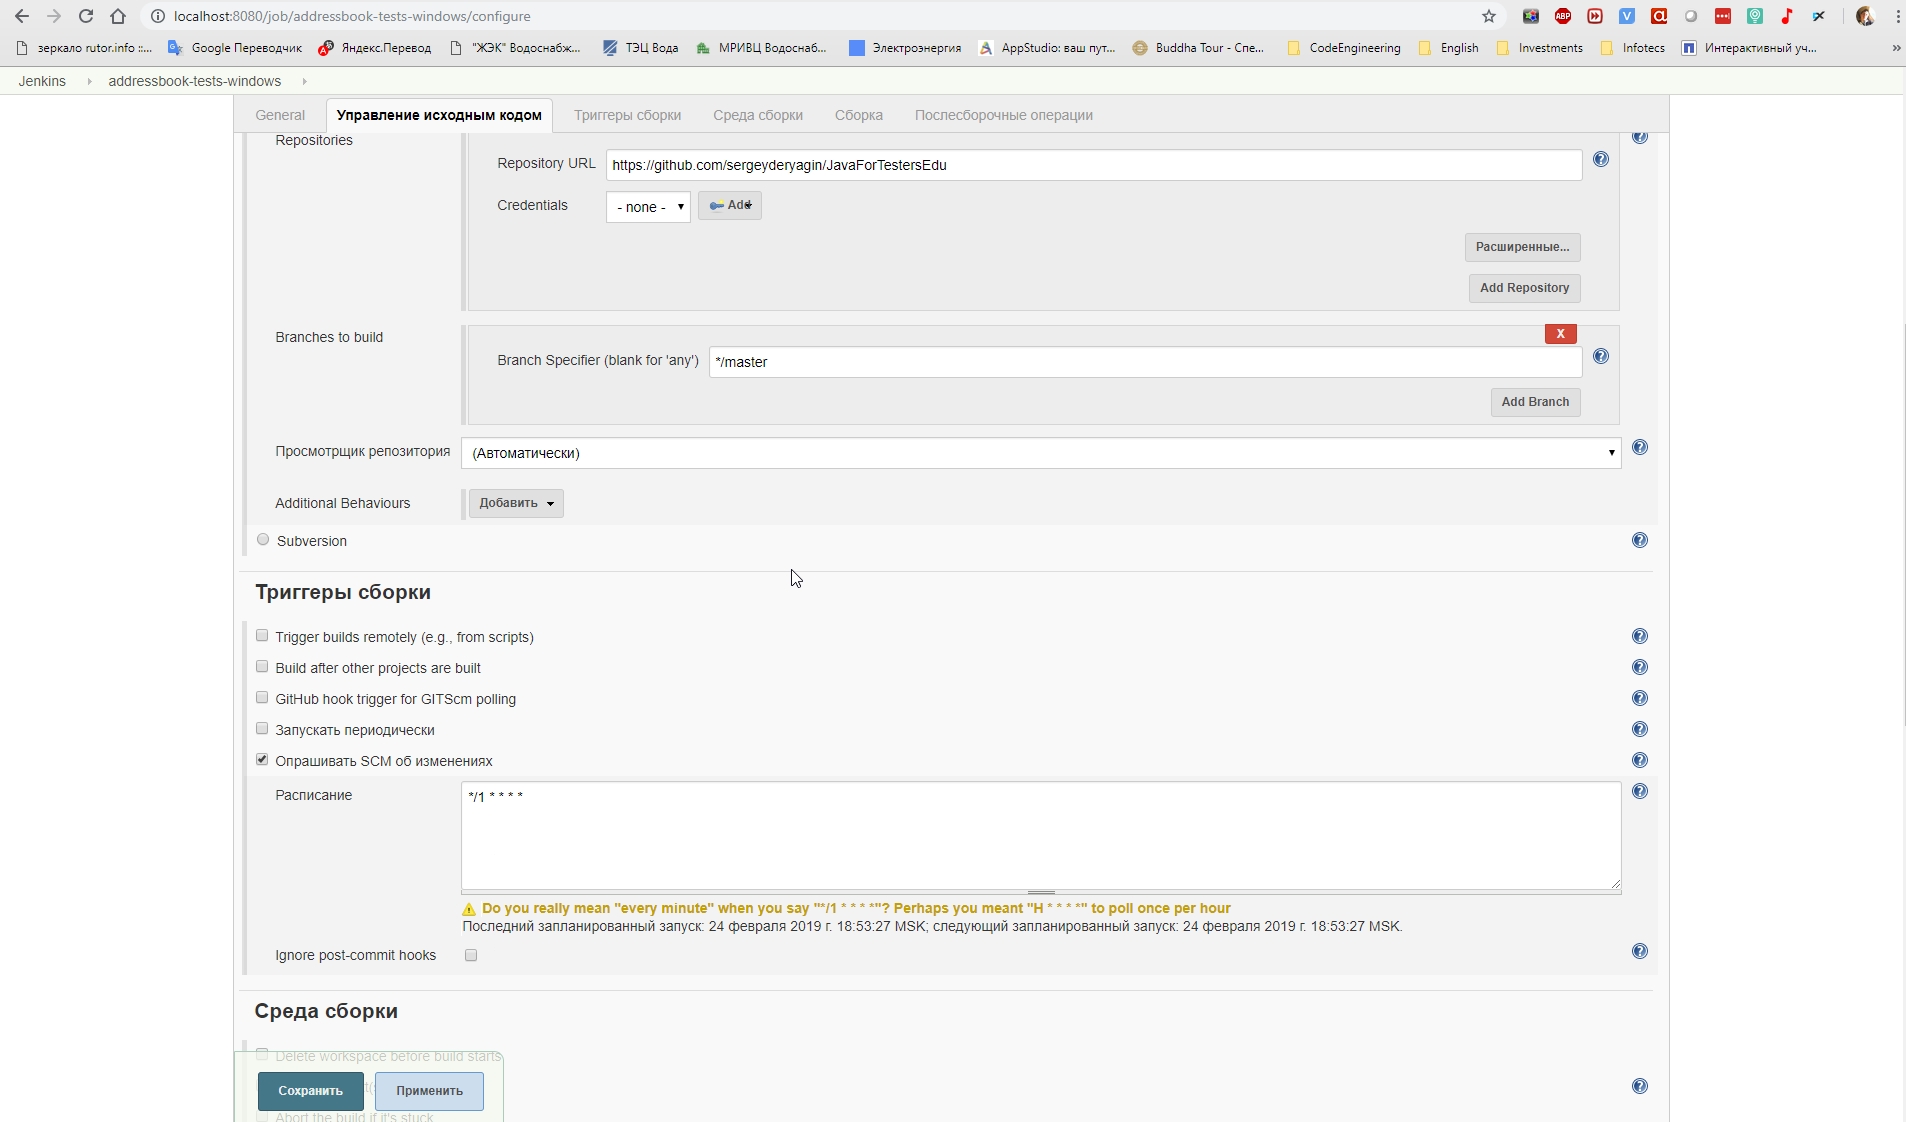 localhost:8080/job/addressbook-tests-windows/configure
зеркало rutor.info ::... Google Переводчик Яндекс.Перевод "ЖЭК" Водоснабж... ТЭЦ Вода МРИВЦ Водоснаб... Электроэнергия AppStudio: ваш пут... Buddha Tour - Спе... CodeEngineering English Investments Infotecs Интерактивный уч... »
Jenkins addressbook-tests-windows
General Управление исходным кодом Триггеры сборки Среда сборки Сборка Послесборочные операции
Repositories
Repository URL https://github.com/sergeyderyagin/JavaForTestersEdu
Credentials - none - Add
Расширенные...
Add Repository
Branches to build
X
Branch Specifier (blank for 'any') */master
Add Branch
Просмотрщик репозитория (Автоматически)
Additional Behaviours Добавить
Subversion
Триггеры сборки
Trigger builds remotely (e.g., from scripts)
Build after other projects are built
GitHub hook trigger for GITScm polling
Запускать периодически
Опрашивать SCM об изменениях
Расписание */1 * * * *
Do you really mean "every minute" when you say "*/1 * * * *"? Perhaps you meant "H * * * *" to poll once per hour
Последний запланированный запуск: 24 февраля 2019 г. 18:53:27 MSK; следующий запланированный запуск: 24 февраля 2019 г. 18:53:27 MSK.
Ignore post-commit hooks
Среда сборки
Delete workspace before build starts
Сохранить Применить
Abort the build if it's stuck